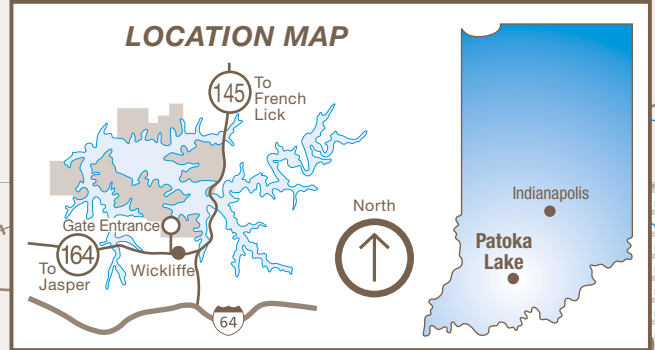 LOCATION MAP
145
To
French
Lick
Gate Entrance
164
To
Jasper
Wickliffe
64
North
Indianapolis
Patoka
Lake